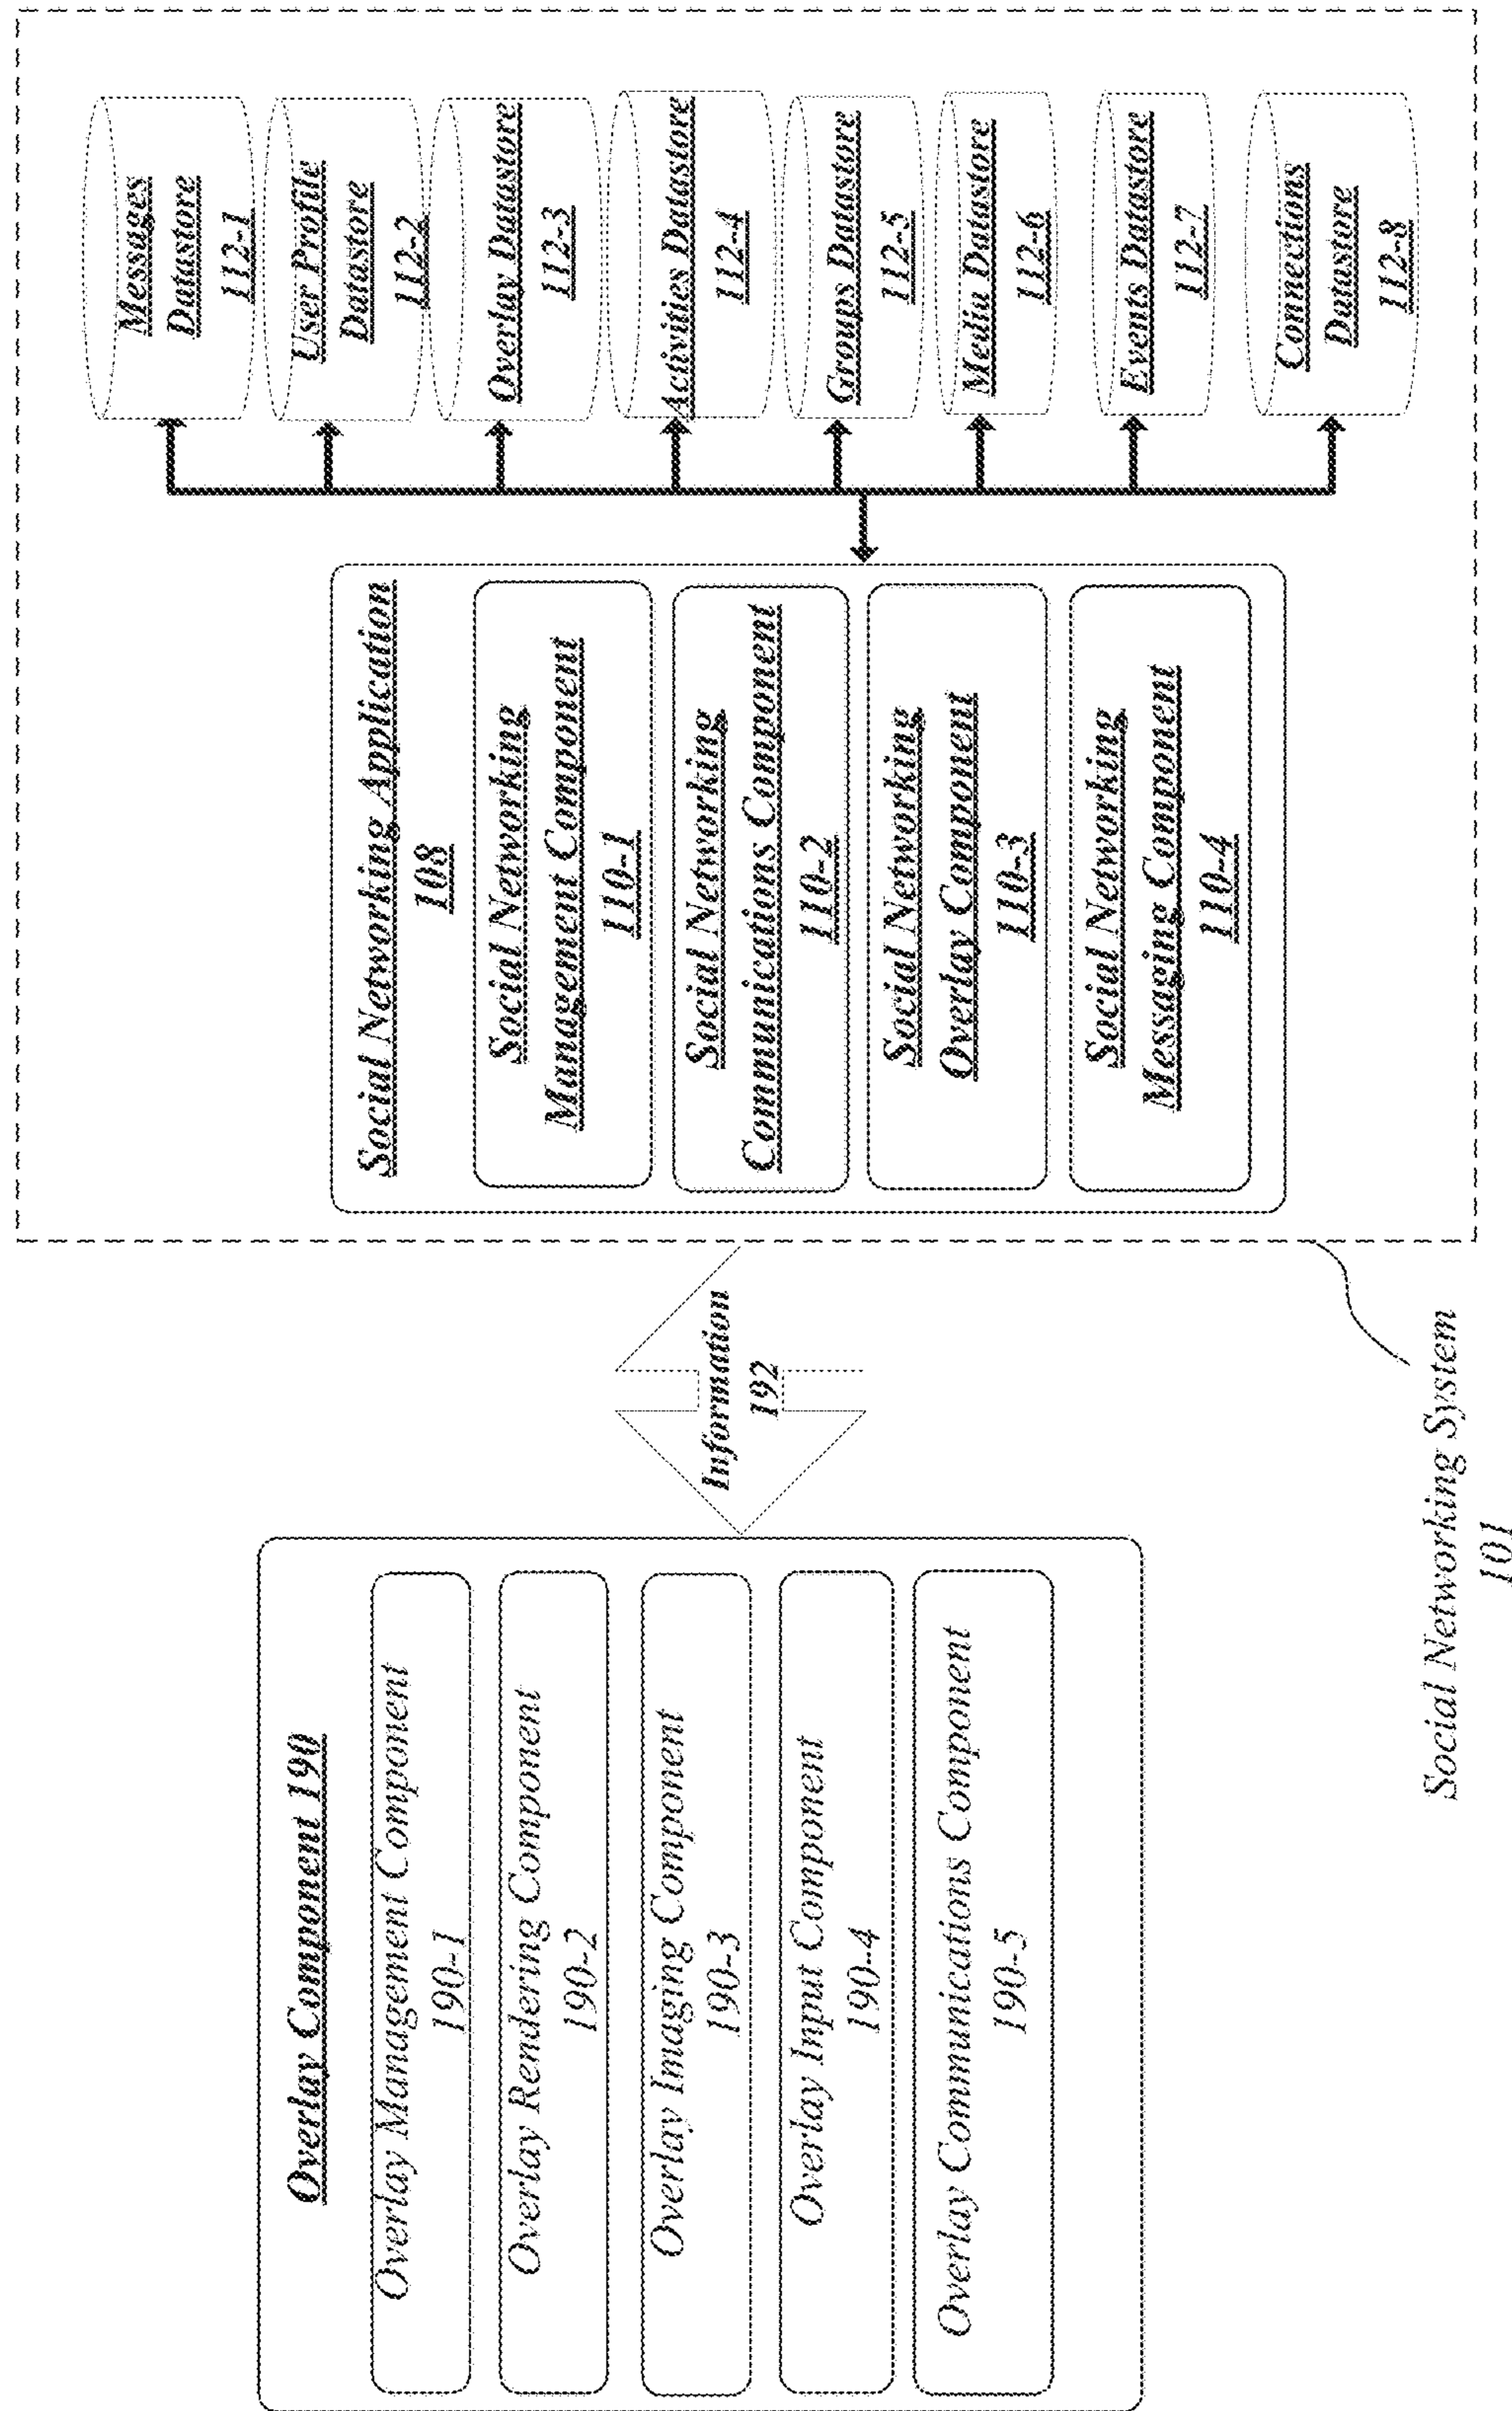 Overlay Component 190
Overlay Management Component
190-1
Overlay Rendering Component
190-2
Overlay Imaging Component
190-3
Overlay Input Component
190-4
Overlay Communications Component
190-5
Information
192
Social Networking System
101
Social Networking Application
108
Social Networking
Management Component
110-1
Social Networking
Communications Component
110-2
Social Networking
Overlay Component
110-3
Social Networking
Messaging Component
110-4
Messages
Datastore
112-1
User Profile
Datastore
112-2
Overlay Datastore
112-3
Activities Datastore
112-4
Groups Datastore
112-5
Media Datastore
112-6
Events Datastore
112-7
Connections
Datastore
112-8